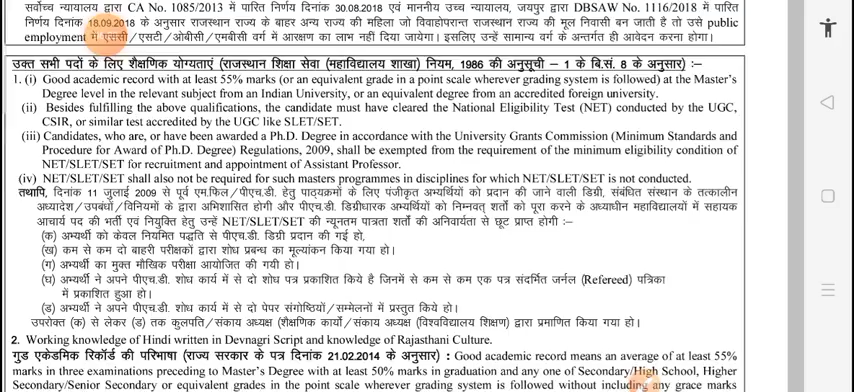 सर्वोच्च न्यायालय द्वारा CA No. 1085/2013 में पारित निर्णय दिनांक 30.08.2018 एवं माननीय उच्च न्यायालय, जयपुर द्वारा DBSAW No. 1116/2018 में पारित
निर्णय दिनांक 18.09.2018 के अनुसार राजस्थान राज्य के बाहर अन्य राज्य की महिला जो विवाहोपरान्त राजस्थान राज्य की मूल निवासी बन जाती है तो उसे public
employment में एससी/एसटी/ओबीसी/एमबीसी वर्ग में आरक्षण का लाभ नहीं दिया जायेगा। इसलिए उन्हें सामान्य वर्ग के अन्तर्गत ही आवेदन करना होगा।
उक्त सभी पदों के लिए शैक्षणिक योग्यताएं (राजस्थान शिक्षा सेवा (महाविद्यालय शाखा) नियम, 1986 की अनुसूची – 1 के बि.सं. 8 के अनुसार) :–
1. (i) Good academic record with at least 55% marks (or an equivalent grade in a point scale wherever grading system is followed) at the Master's
Degree level in the relevant subject from an Indian University, or an equivalent degree from an accredited foreign university.
(ii) Besides fulfilling the above qualifications, the candidate must have cleared the National Eligibility Test (NET) conducted by the UGC,
CSIR, or similar test accredited by the UGC like SLET/SET.
(iii) Candidates, who are, or have been awarded a Ph.D. Degree in accordance with the University Grants Commission (Minimum Standards and
Procedure for Award of Ph.D. Degree) Regulations, 2009, shall be exempted from the requirement of the minimum eligibility condition of
NET/SLET/SET for recruitment and appointment of Assistant Professor.
(iv) NET/SLET/SET shall also not be required for such masters programmes in disciplines for which NET/SLET/SET is not conducted.
तथापि, दिनांक 11 जुलाई 2009 से पूर्व एम.फिल/पीएच.डी. हेतु पाठ्यक्रमों के लिए पंजीकृत अभ्यर्थियों को प्रदान की जाने वाली डिग्री, संबंधित संस्थान के तत्कालीन
अध्यादेश/उपबंधों/विनियमों के द्वारा अभिशासित होगी और पीएच.डी. डिग्रीधारक अभ्यर्थियों को निम्नवत् शर्तों को पूरा करने के अध्याधीन महाविद्यालयों में सहायक
आचार्य पद की भर्ती एवं नियुक्ति हेतु उन्हें NET/SLET/SET की न्यूनतम पात्रता शर्तों की अनिवार्यता से छूट प्राप्त होगी :–
(क) अभ्यर्थी को केवल नियमित पद्धति से पीएच.डी. डिग्री प्रदान की गई हो,
(ख) कम से कम दो बाहरी परीक्षकों द्वारा शोध प्रबन्ध का मूल्यांकन किया गया हो।
(ग) अभ्यर्थी का मुक्त मौखिक परीक्षा आयोजित की गयी हो।
(घ) अभ्यर्थी ने अपने पीएच.डी. शोध कार्य में से दो शोध पत्र प्रकाशित किये है जिनमें से कम से कम एक पत्र संदर्भित जर्नल (Refereed) पत्रिका
में प्रकाशित हुआ हो।
(ड) अभ्यर्थी ने अपने पीएच.डी. शोध कार्य में से दो पेपर संगोष्ठियों/सम्मेलनों में प्रस्तुत किये हो।
उपरोक्त (क) से लेकर (ड) तक कुलपति/संकाय अध्यक्ष (शैक्षणिक कार्यों/संकाय अध्यक्ष (विश्वविद्यालय शिक्षण) द्वारा प्रमाणित किया गया हो।
2. Working knowledge of Hindi written in Devnagri Script and knowledge of Rajasthani Culture.
गुड एकेडमिक रिकॉर्ड की परिभाषा (राज्य सरकार के पत्र दिनांक 21.02.2014 के अनुसार) : Good academic record means an average of at least 55%
marks in three examinations preceding to Master's Degree with at least 50% marks in graduation and any one of Secondary/High School, Higher
Secondary/Senior Secondary or equivalent grades in the point scale wherever grading system is followed without including any grace marks